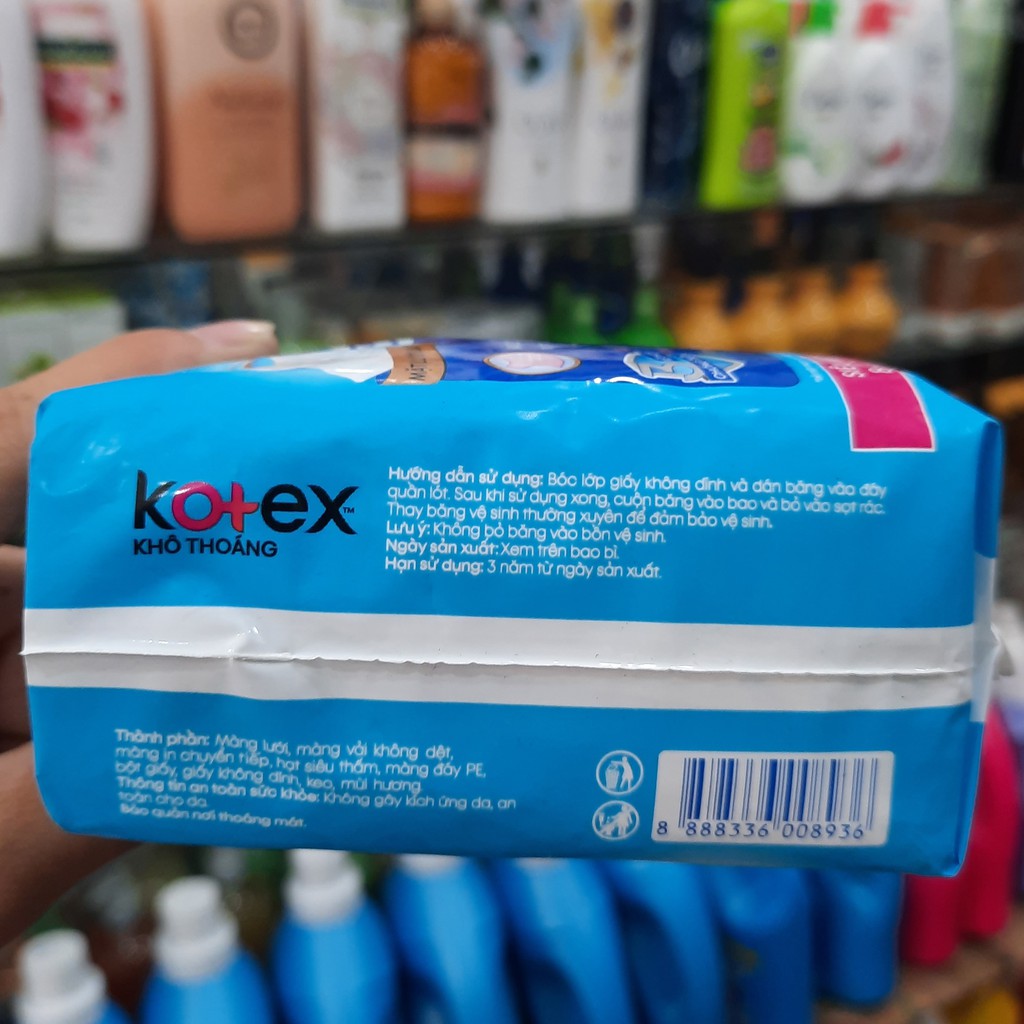 kotex™
KHÔ THOÁNG
Hướng dẫn sử dụng: Bóc lớp giấy không dính và dán băng vào đáy
quần lót. Sau khi sử dụng xong, cuộn băng vào bao và bỏ vào sọt rác.
Thay băng vệ sinh thường xuyên để đảm bảo vệ sinh.
Lưu ý: Không bỏ băng vào bồn vệ sinh.
Ngày sản xuất: Xem trên bao bì.
Hạn sử dụng: 3 năm từ ngày sản xuất.
Thành phần: Màng lưới, màng vải không dệt,
màng in chuyển tiếp, hạt siêu thấm, màng đáy PE,
bột giấy, giấy không dính, keo, mùi hương.
Thông tin an toàn sức khỏe: Không gây kích ứng da, an
toàn cho da.
Bảo quản nơi thoáng mát.
8 888336 008936